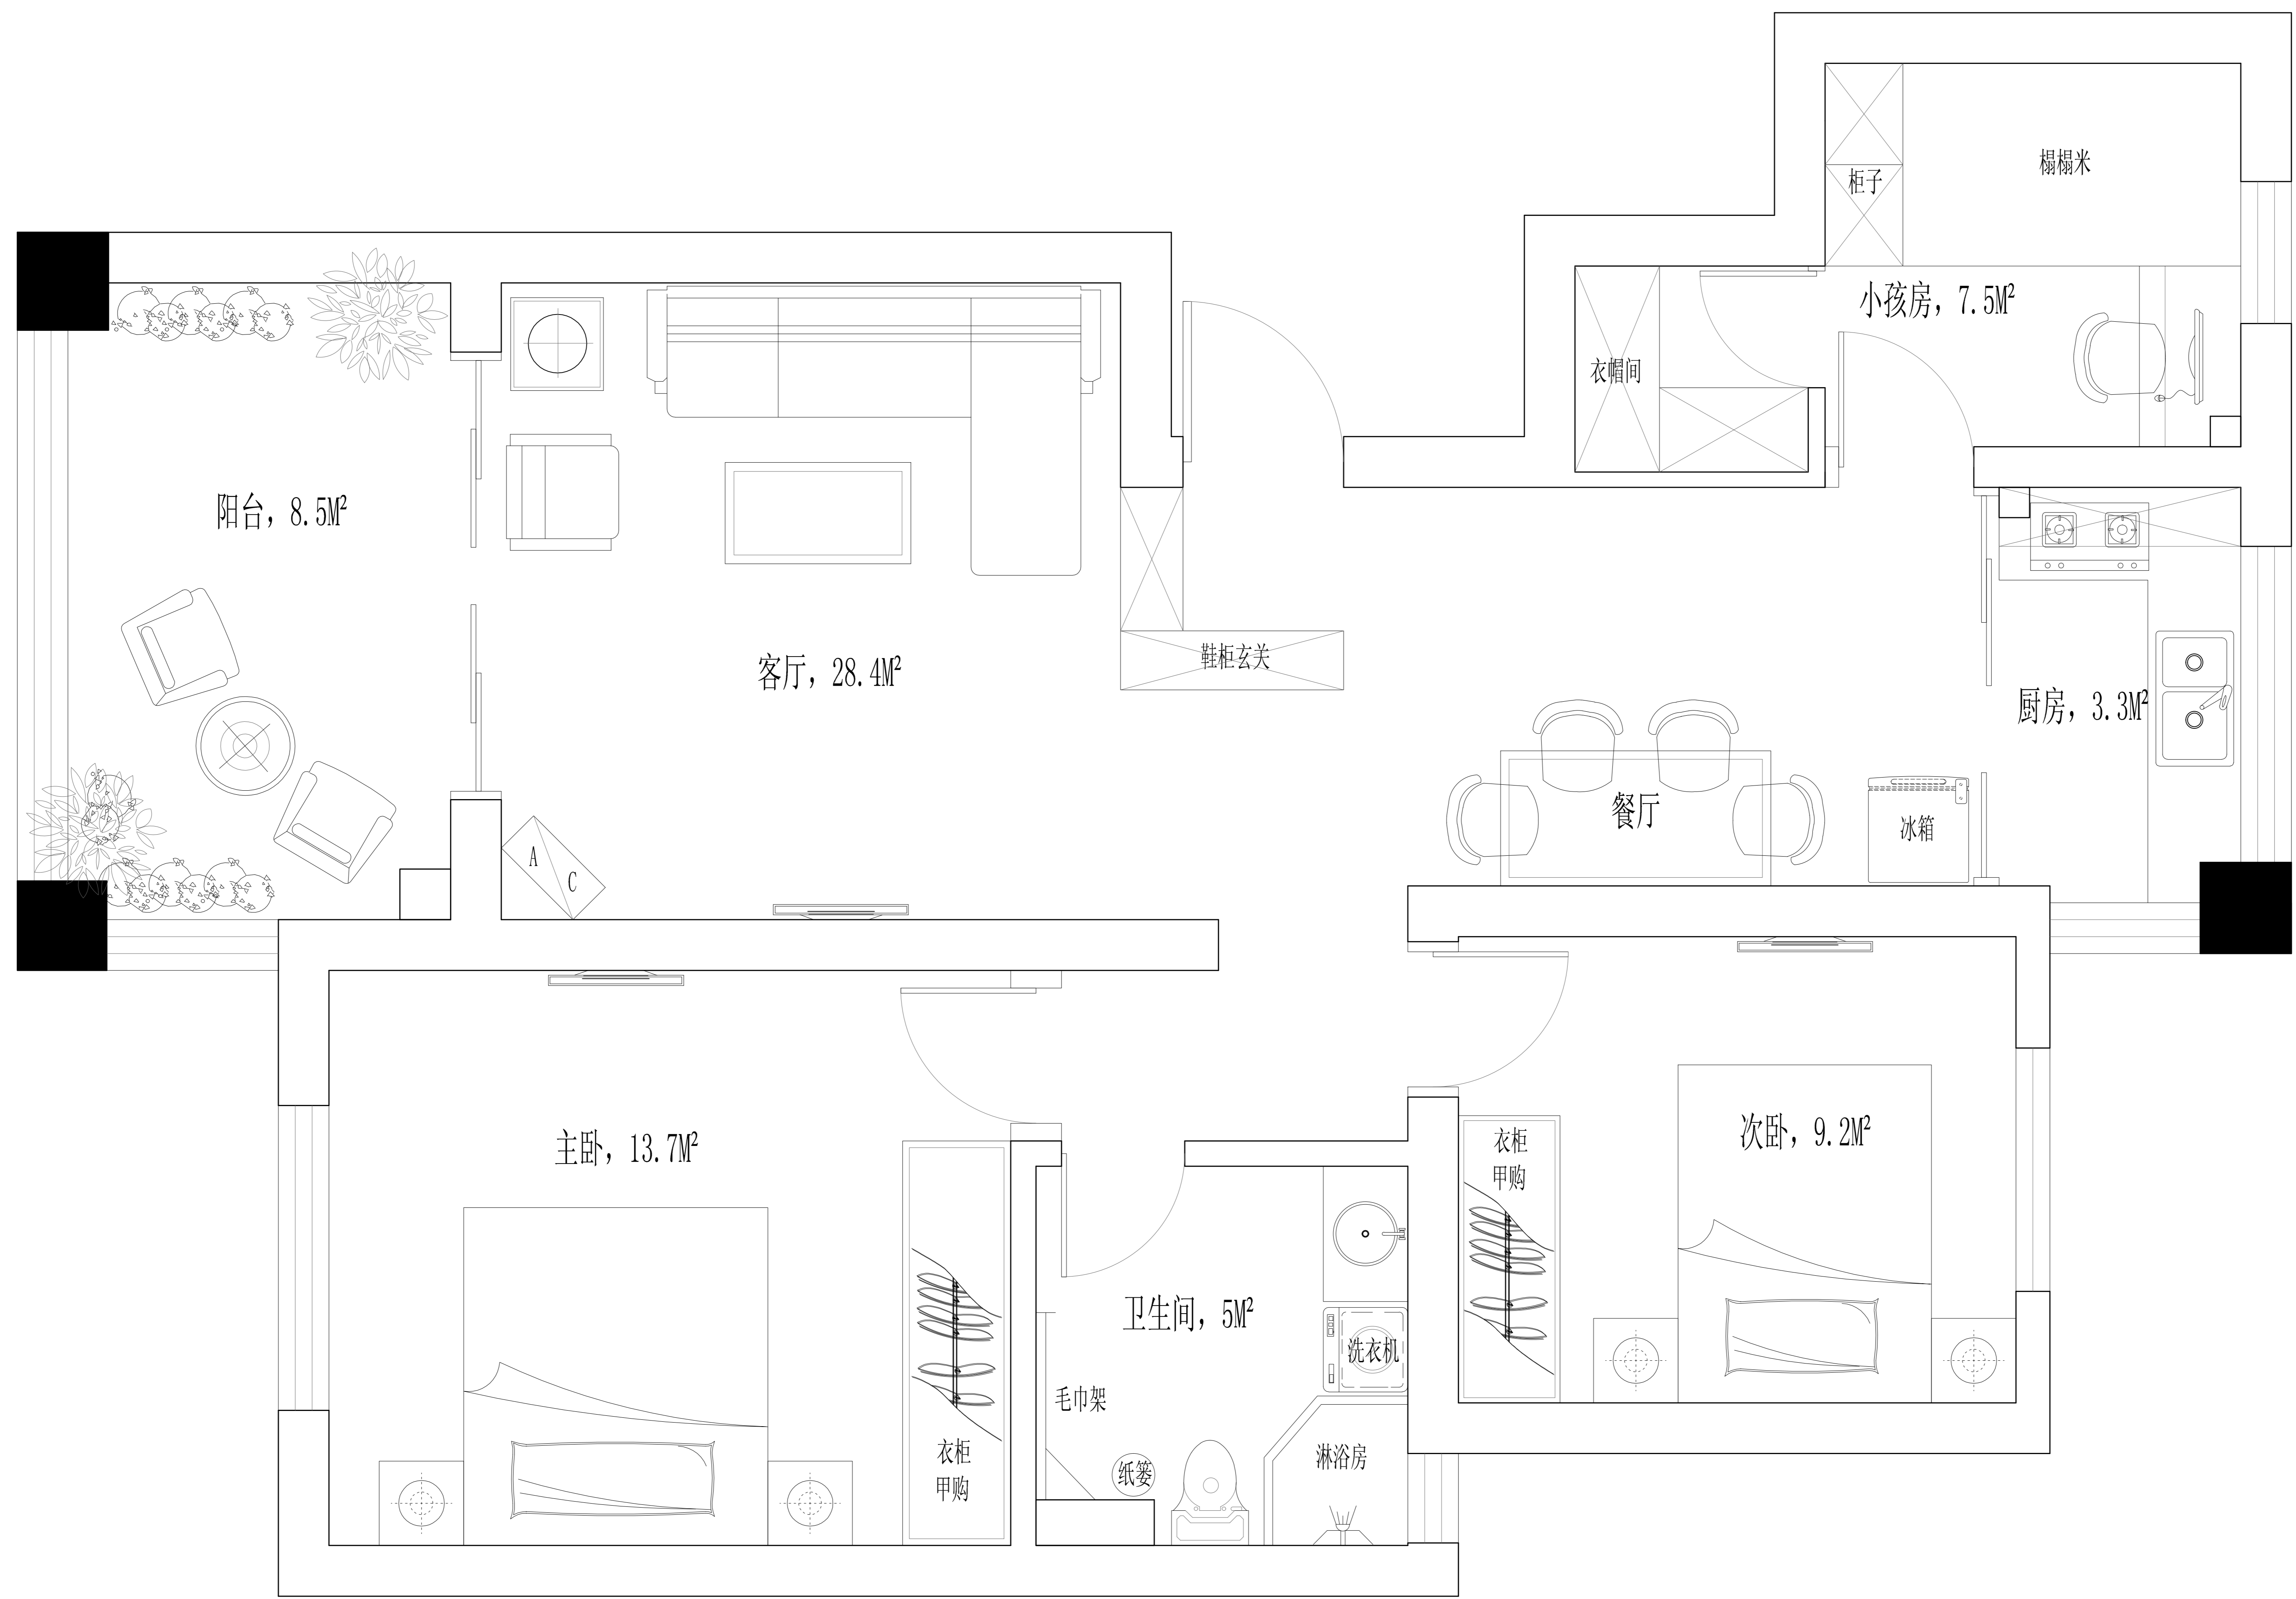 榻榻米
柜子
小孩房，7.5M²
衣帽间
阳台，8.5M²
客厅，28.4M²
鞋柜玄关
厨房，3.3M²
餐厅
冰箱
A
C
主卧，13.7M²
次卧，9.2M²
衣柜
甲购
卫生间，5M²
洗衣机
毛巾架
淋浴房
纸篓
衣柜
甲购